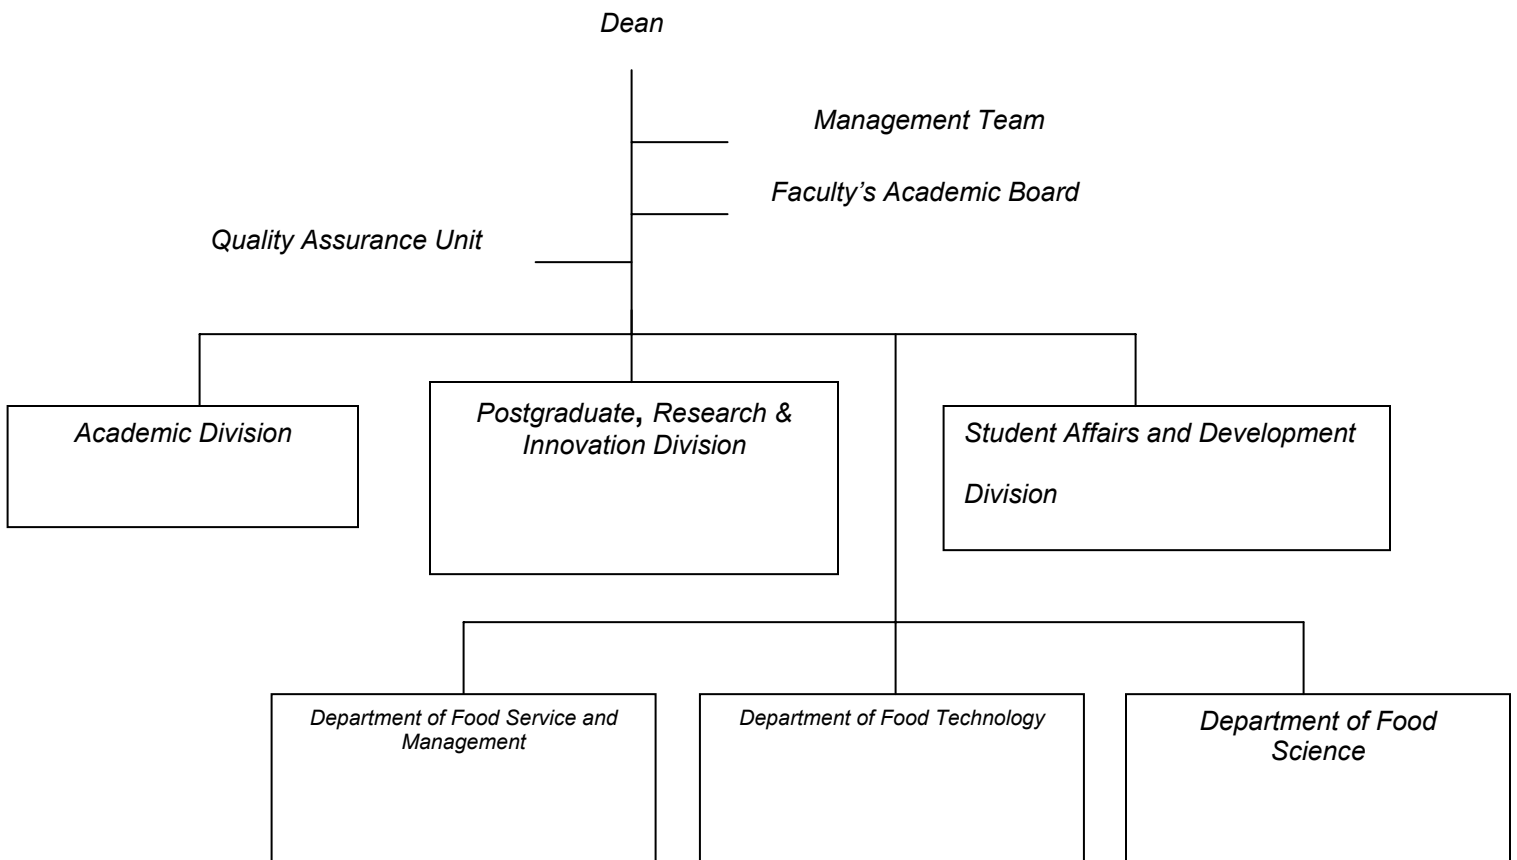 Dean
Management Team
Faculty’s Academic Board
Quality Assurance Unit
Academic Division
Postgraduate, Research &
Innovation Division
Student Affairs and Development
Division
Department of Food Service and
Management
Department of Food Technology
Department of Food
Science